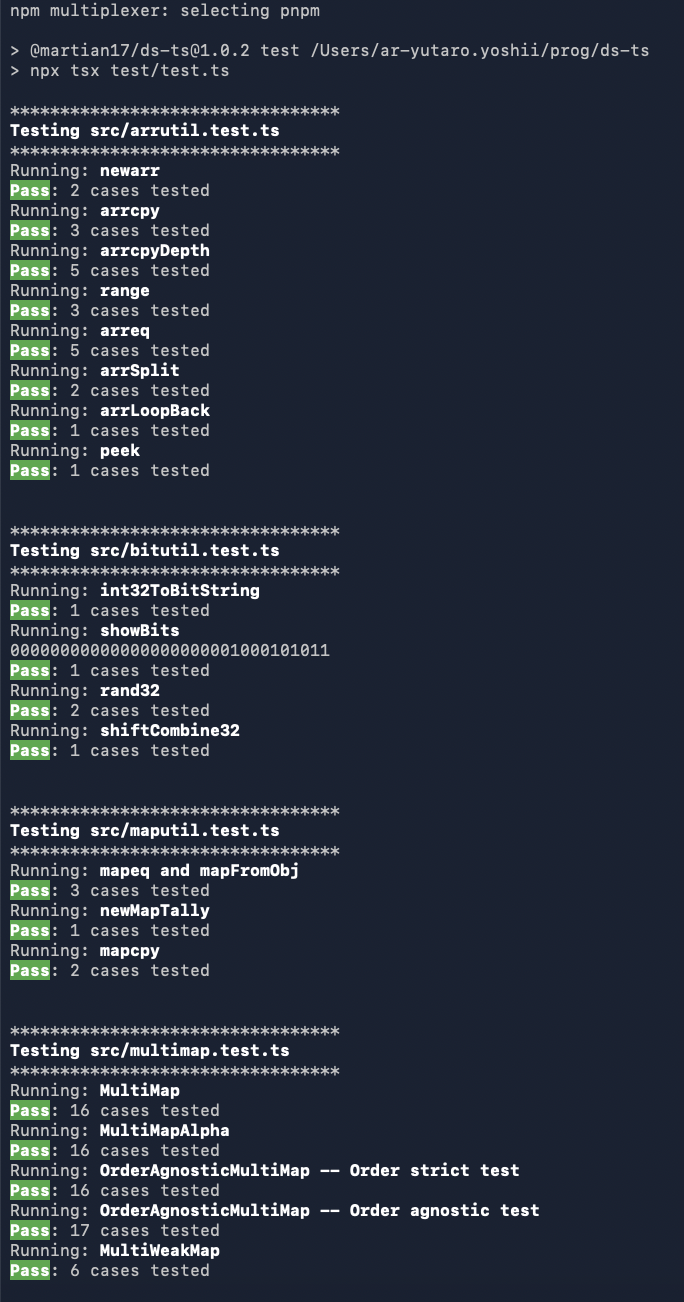 npm multiplexer: selecting pnpm
> @martian17/ds-ts@1.0.2 test /Users/ar-yutaro.yoshii/prog/ds-ts
> npx tsx test/test.ts
*********************************
Testing src/arrutil.test.ts
*********************************
Running: newarr
Pass: 2 cases tested
Running: arrcpy
Pass: 3 cases tested
Running: arrcpyDepth
Pass: 5 cases tested
Running: range
Pass: 3 cases tested
Running: arreq
Pass: 5 cases tested
Running: arrSplit
Pass: 2 cases tested
Running: arrLoopBack
Pass: 1 cases tested
Running: peek
Pass: 1 cases tested
*********************************
Testing src/bitutil.test.ts
*********************************
Running: int32ToBitString
Pass: 1 cases tested
Running: showBits
00000000000000000000001000101011
Pass: 1 cases tested
Running: rand32
Pass: 2 cases tested
Running: shiftCombine32
Pass: 1 cases tested
*********************************
Testing src/maputil.test.ts
*********************************
Running: mapeq and mapFromObj
Pass: 3 cases tested
Running: newMapTally
Pass: 1 cases tested
Running: mapcpy
Pass: 2 cases tested
*********************************
Testing src/multimap.test.ts
*********************************
Running: MultiMap
Pass: 16 cases tested
Running: MultiMapAlpha
Pass: 16 cases tested
Running: OrderAgnosticMultiMap -- Order strict test
Pass: 16 cases tested
Running: OrderAgnosticMultiMap -- Order agnostic test
Pass: 17 cases tested
Running: MultiWeakMap
Pass: 6 cases tested